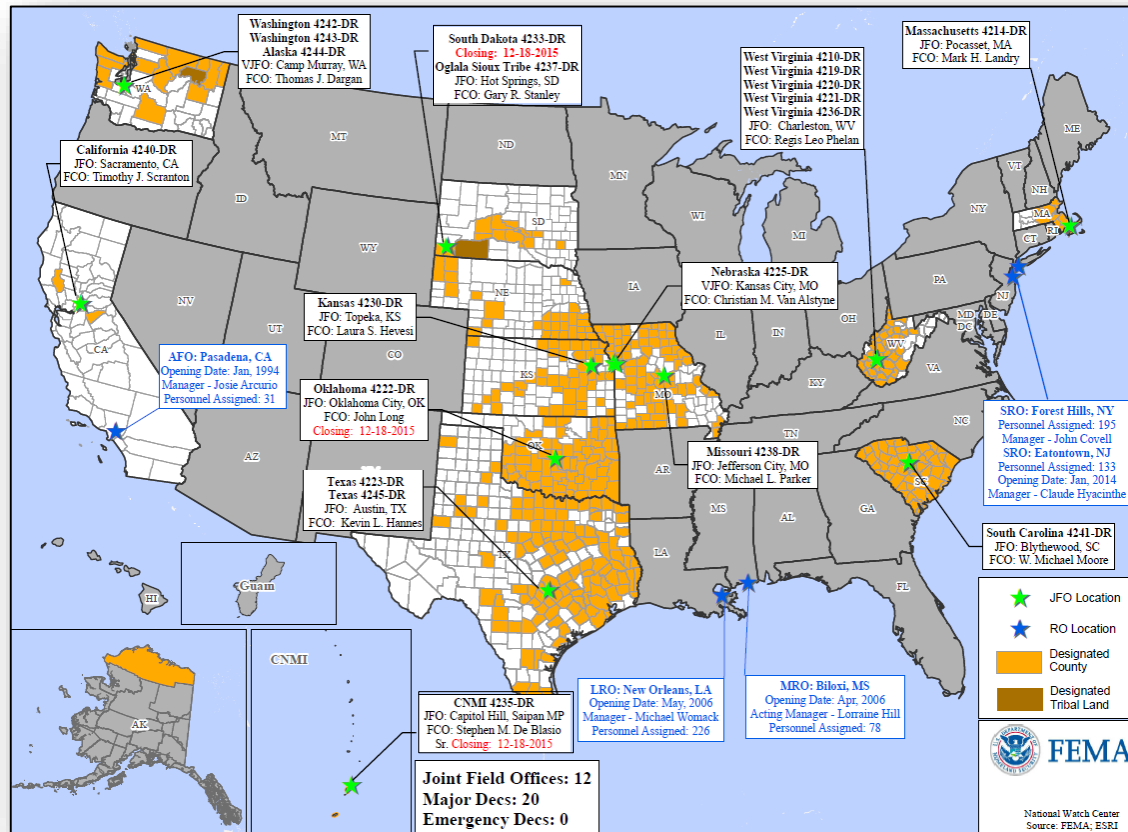 Washington 4242-DR
Washington 4243-DR
Alaska 4244-DR
VJFO: Camp Murray, WA
FCO: Thomas J. Dargan
South Dakota 4233-DR
Closing: 12-18-2015
Oglala Sioux Tribe 4237-DR
JFO: Hot Springs, SD
FCO: Gary R. Stanley
West Virginia 4210-DR
West Virginia 4219-DR
West Virginia 4220-DR
West Virginia 4221-DR
West Virginia 4236-DR
JFO: Charleston, WV
FCO: Regis Leo Phelan
Massachusetts 4214-DR
JFO: Pocasset, MA
FCO: Mark H. Landry
California 4240-DR
JFO: Sacramento, CA
FCO: Timothy J. Scranton
WA
MT
ND
MN
ME
VT
NH
NY
MA
CT
RI
ID
WY
SD
WI
MI
PA
NJ
NV
UT
CO
NE
IA
IL
IN
OH
MD
DE
DC
WV
VA
CA
KS
MO
KY
NC
AZ
OK
AR
TN
SC
TX
LA
MS
AL
GA
FL
Nebraska 4225-DR
VJFO: Kansas City, MO
FCO: Christian M. Van Alstyne
Kansas 4230-DR
JFO: Topeka, KS
FCO: Laura S. Hevesi
AFO: Pasadena, CA
Opening Date: Jan, 1994
Manager - Josie Arcurio
Personnel Assigned: 31
Oklahoma 4222-DR
JFO: Oklahoma City, OK
FCO: John Long
Closing: 12-18-2015
SRO: Forest Hills, NY
Personnel Assigned: 195
Manager - John Covell
SRO: Eatontown, NJ
Personnel Assigned: 133
Opening Date: Jan, 2014
Manager - Claude Hyacinthe
Missouri 4238-DR
JFO: Jefferson City, MO
FCO: Michael L. Parker
Texas 4223-DR
Texas 4245-DR
JFO: Austin, TX
FCO: Kevin L. Hannes
South Carolina 4241-DR
JFO: Blythewood, SC
FCO: W. Michael Moore
HI
Guam
AK
CNMI
CNMI 4235-DR
JFO: Capitol Hill, Saipan MP
FCO: Stephen M. De Blasio
Sr. Closing: 12-18-2015
LRO: New Orleans, LA
Opening Date: May, 2006
Manager - Michael Womack
Personnel Assigned: 226
MRO: Biloxi, MS
Opening Date: Apr, 2006
Acting Manager - Lorraine Hill
Personnel Assigned: 78
JFO Location
RO Location
Designated
County
Designated
Tribal Land
Joint Field Offices: 12
Major Decs: 20
Emergency Decs: 0
FEMA
National Watch Center
Source: FEMA; ESRI